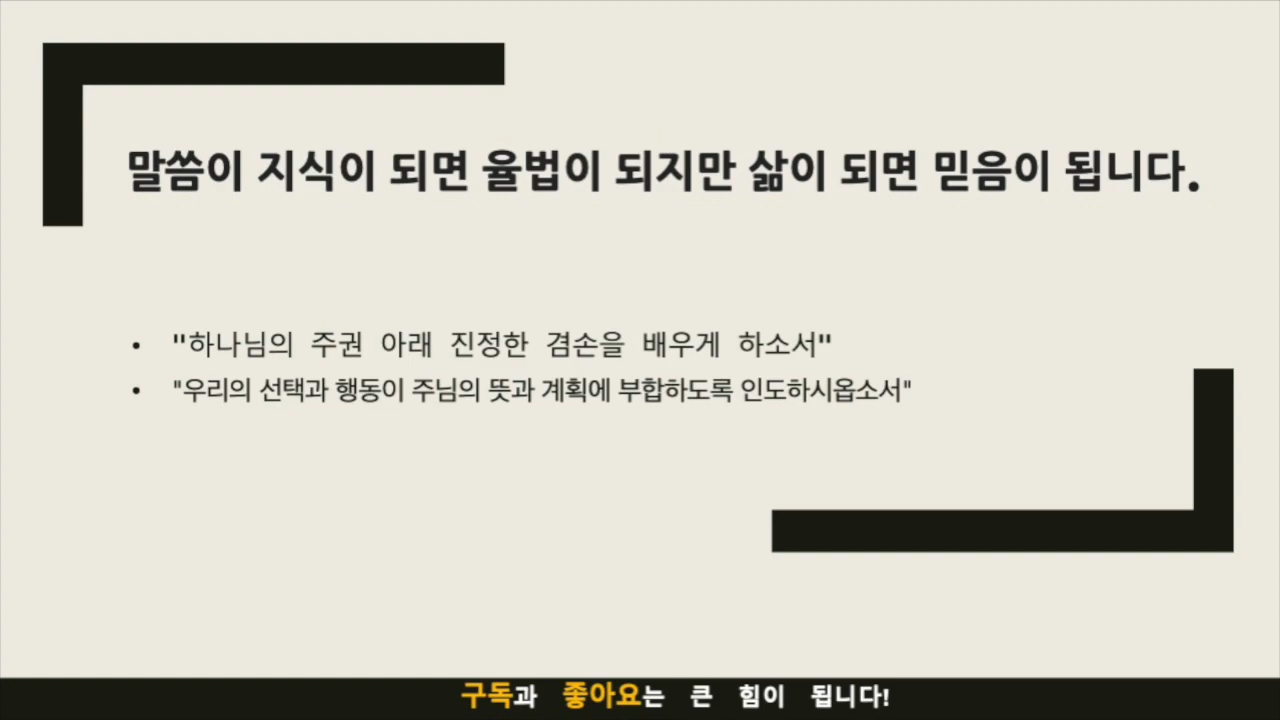 말씀이 지식이 되면 율법이 되지만 삶이 되면 믿음이 됩니다.
• "하나님의 주권 아래 진정한 겸손을 배우게 하소서"
• "우리의 선택과 행동이 주님의 뜻과 계획에 부합하도록 인도하시옵소서"
구독과 좋아요는 큰 힘이 됩니다!